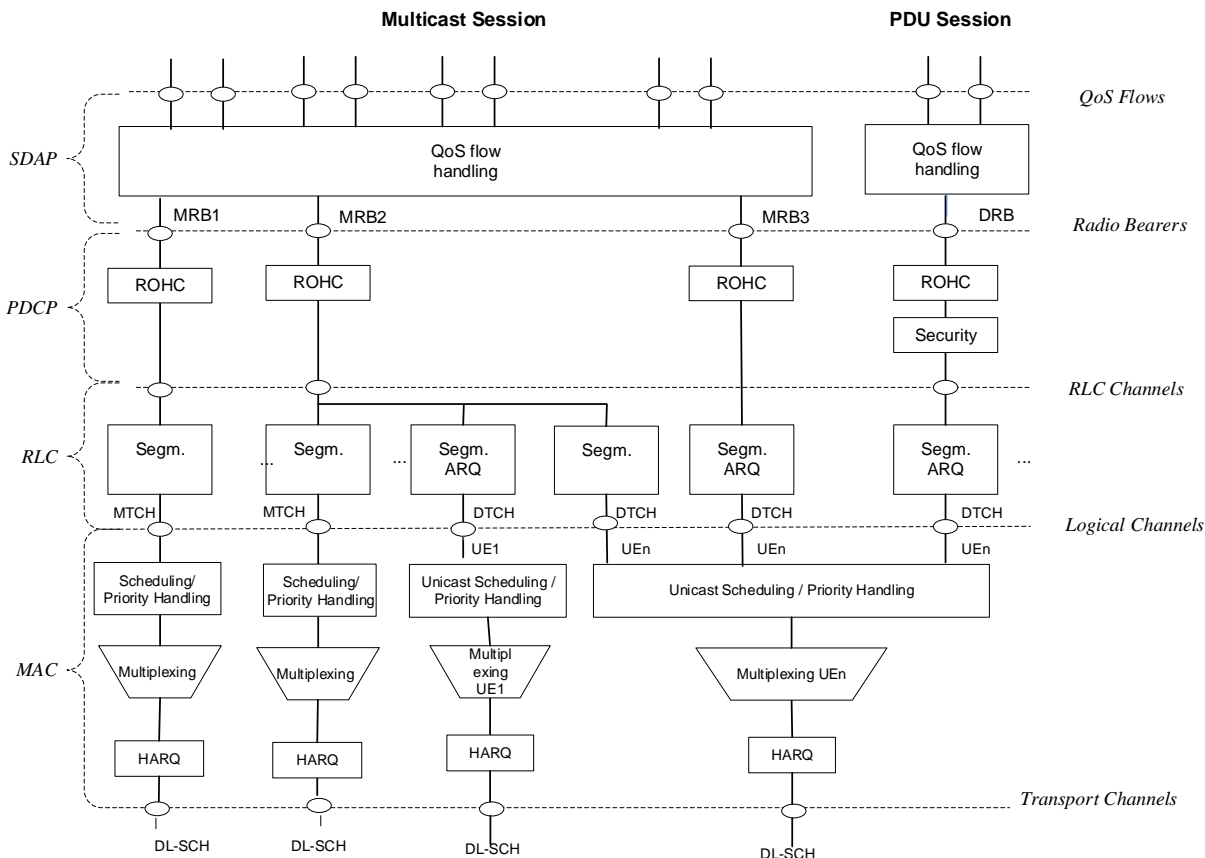 Multicast Session
PDU Session
QoS Flows
SDAP
QoS flow
handling
QoS flow
handling
MRB1
MRB2
MRB3
DRB
Radio Bearers
ROHC
ROHC
ROHC
ROHC
PDCP
Security
RLC Channels
RLC
Segm.
...
Segm.
...
Segm.
ARQ
Segm.
Segm.
ARQ
Segm.
ARQ
...
MTCH
MTCH
DTCH
DTCH
DTCH
DTCH
Logical Channels
UE1
UEn
UEn
UEn
MAC
Scheduling/
Priority Handling
Scheduling/
Priority Handling
Unicast Scheduling /
Priority Handling
Unicast Scheduling / Priority Handling
Multiplexing
Multiplexing
Multipl
exing
UE1
Multiplexing UEn
HARQ
HARQ
HARQ
HARQ
Transport Channels
DL-SCH
DL-SCH
DL-SCH
DL-SCH